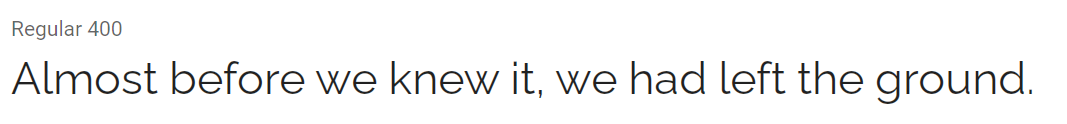 Regular 400
Almost before we knew it, we had left the ground.